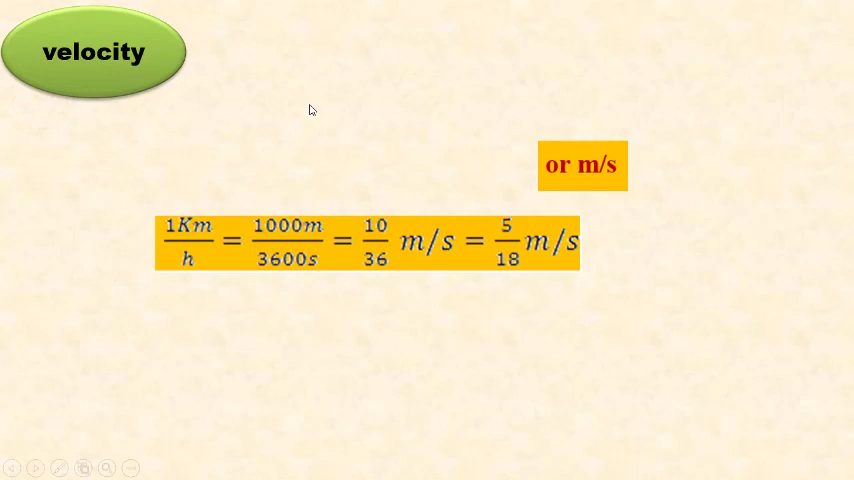 velocity
or m/s
1Km/h = 1000m/3600s = 10/36 m/s = 5/18 m/s